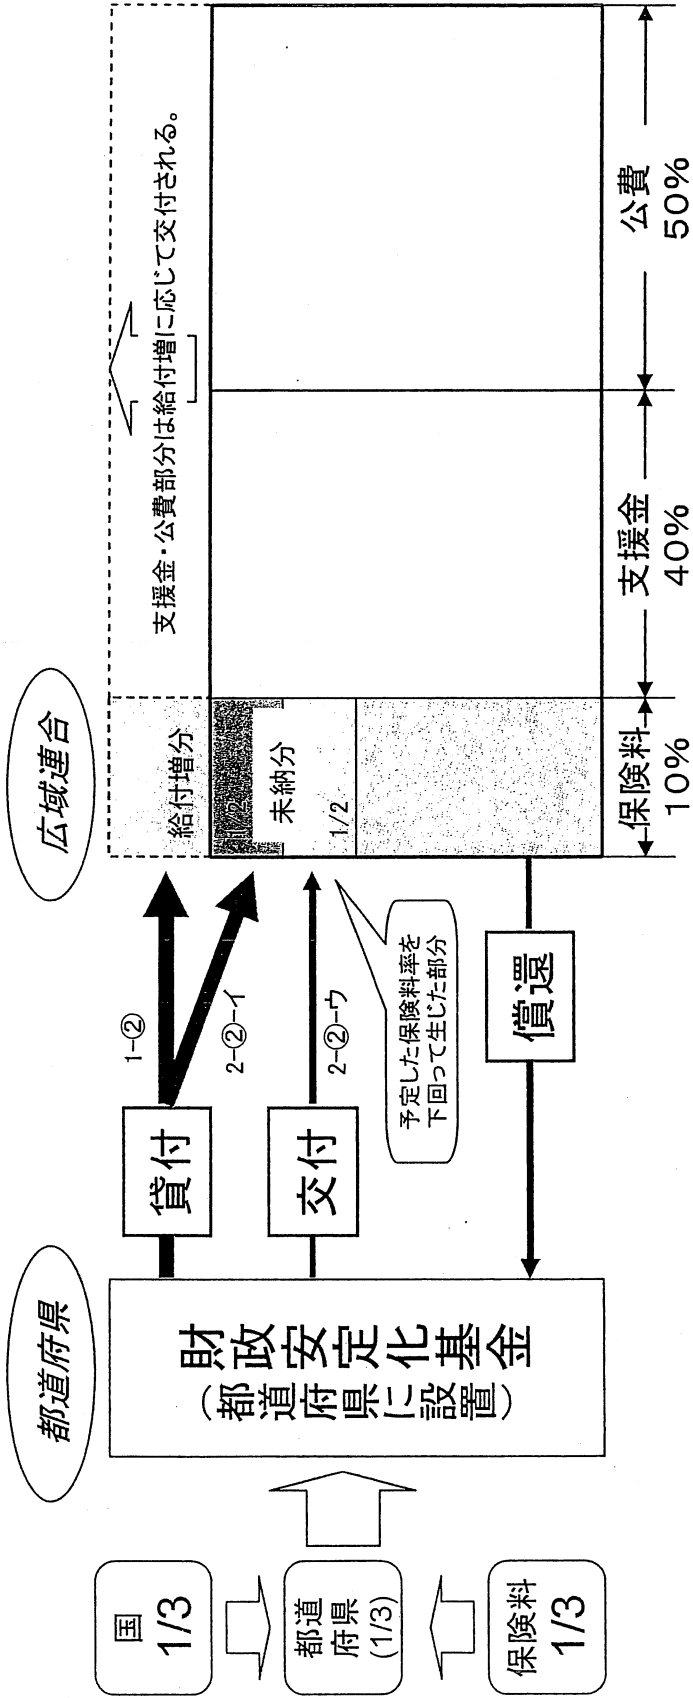 都道府県
広域連合
国
1/3
都道
府県
(1/3)
保険料
1/3
財政安定化基金
(都道府県に設置)
貸付
1-②
2-②-イ
交付
2-②-ウ
予定した保険料率を
下回って生じた部分
償還
給付増分
1/2
未納分
1/2
支援金・公費部分は給付増に応じて交付される。
保険料
10%
支援金
40%
公費
50%